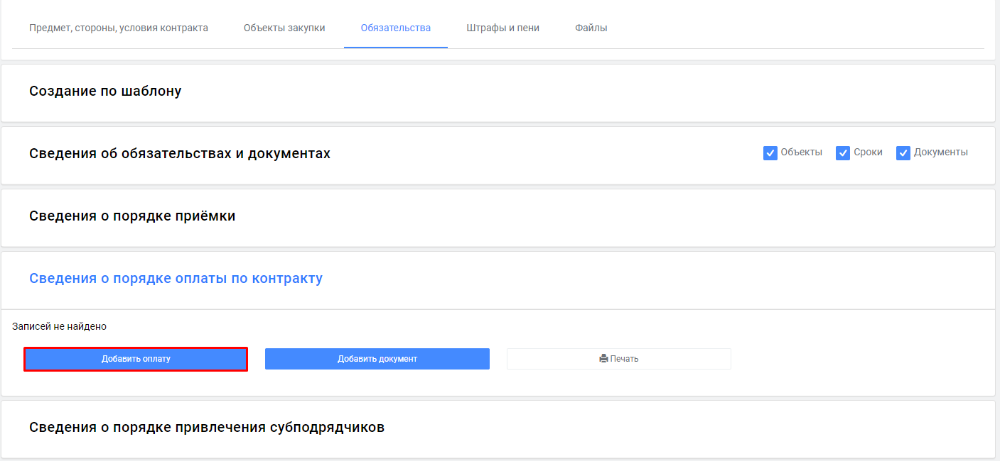 Предмет, стороны, условия контракта Объекты закупки Обязательства Штрафы и пени Файлы
Создание по шаблону
Сведения об обязательствах и документах Объекты Сроки Документы
Сведения о порядке приёмки
Сведения о порядке оплаты по контракту
Записей не найдено
Добавить оплату Добавить документ Печать
Сведения о порядке привлечения субподрядчиков